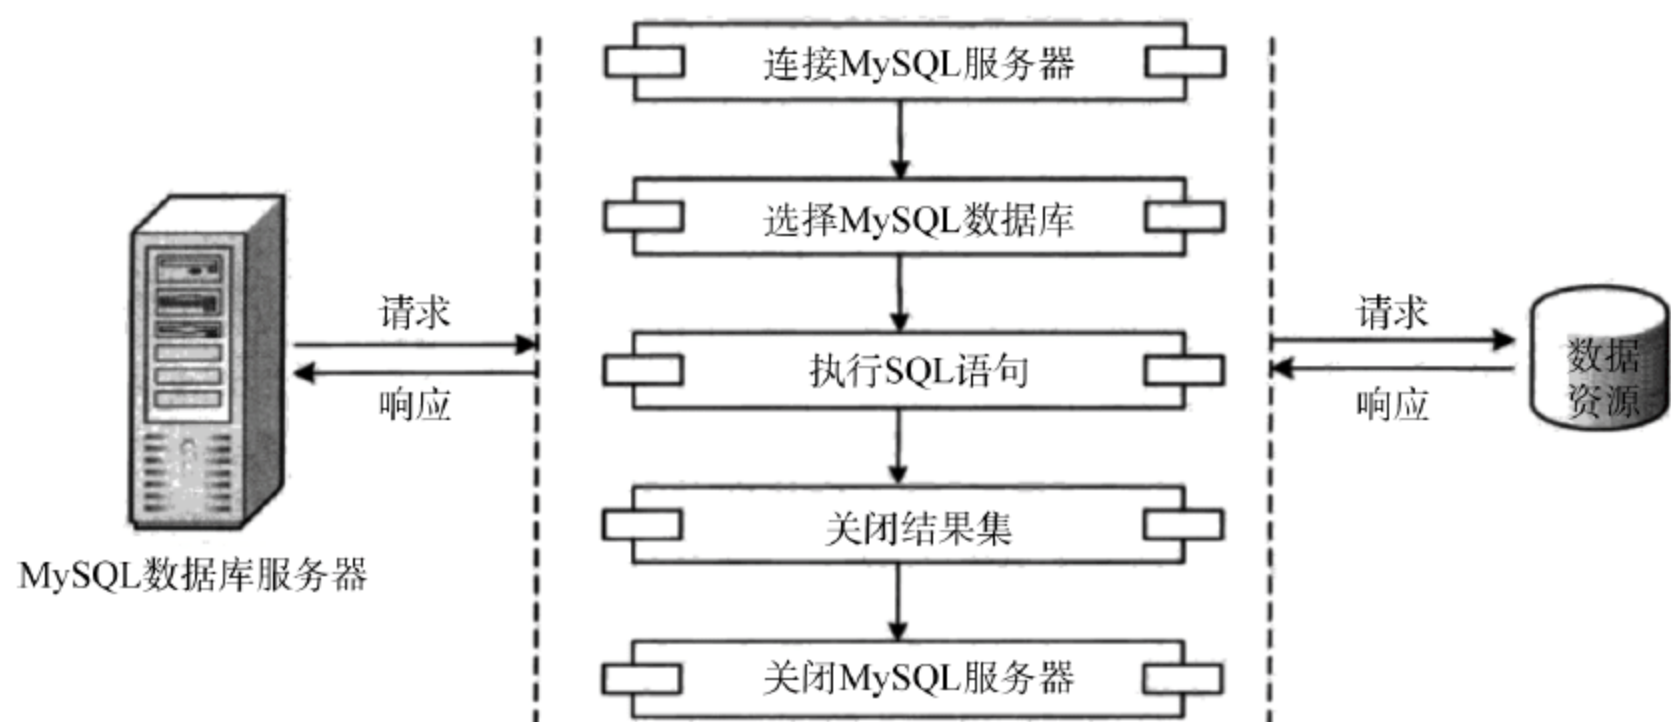 连接MySQL服务器
选择MySQL数据库
请求
响应
执行SQL语句
请求
响应
数据
资源
关闭结果集
MySQL数据库服务器
关闭MySQL服务器